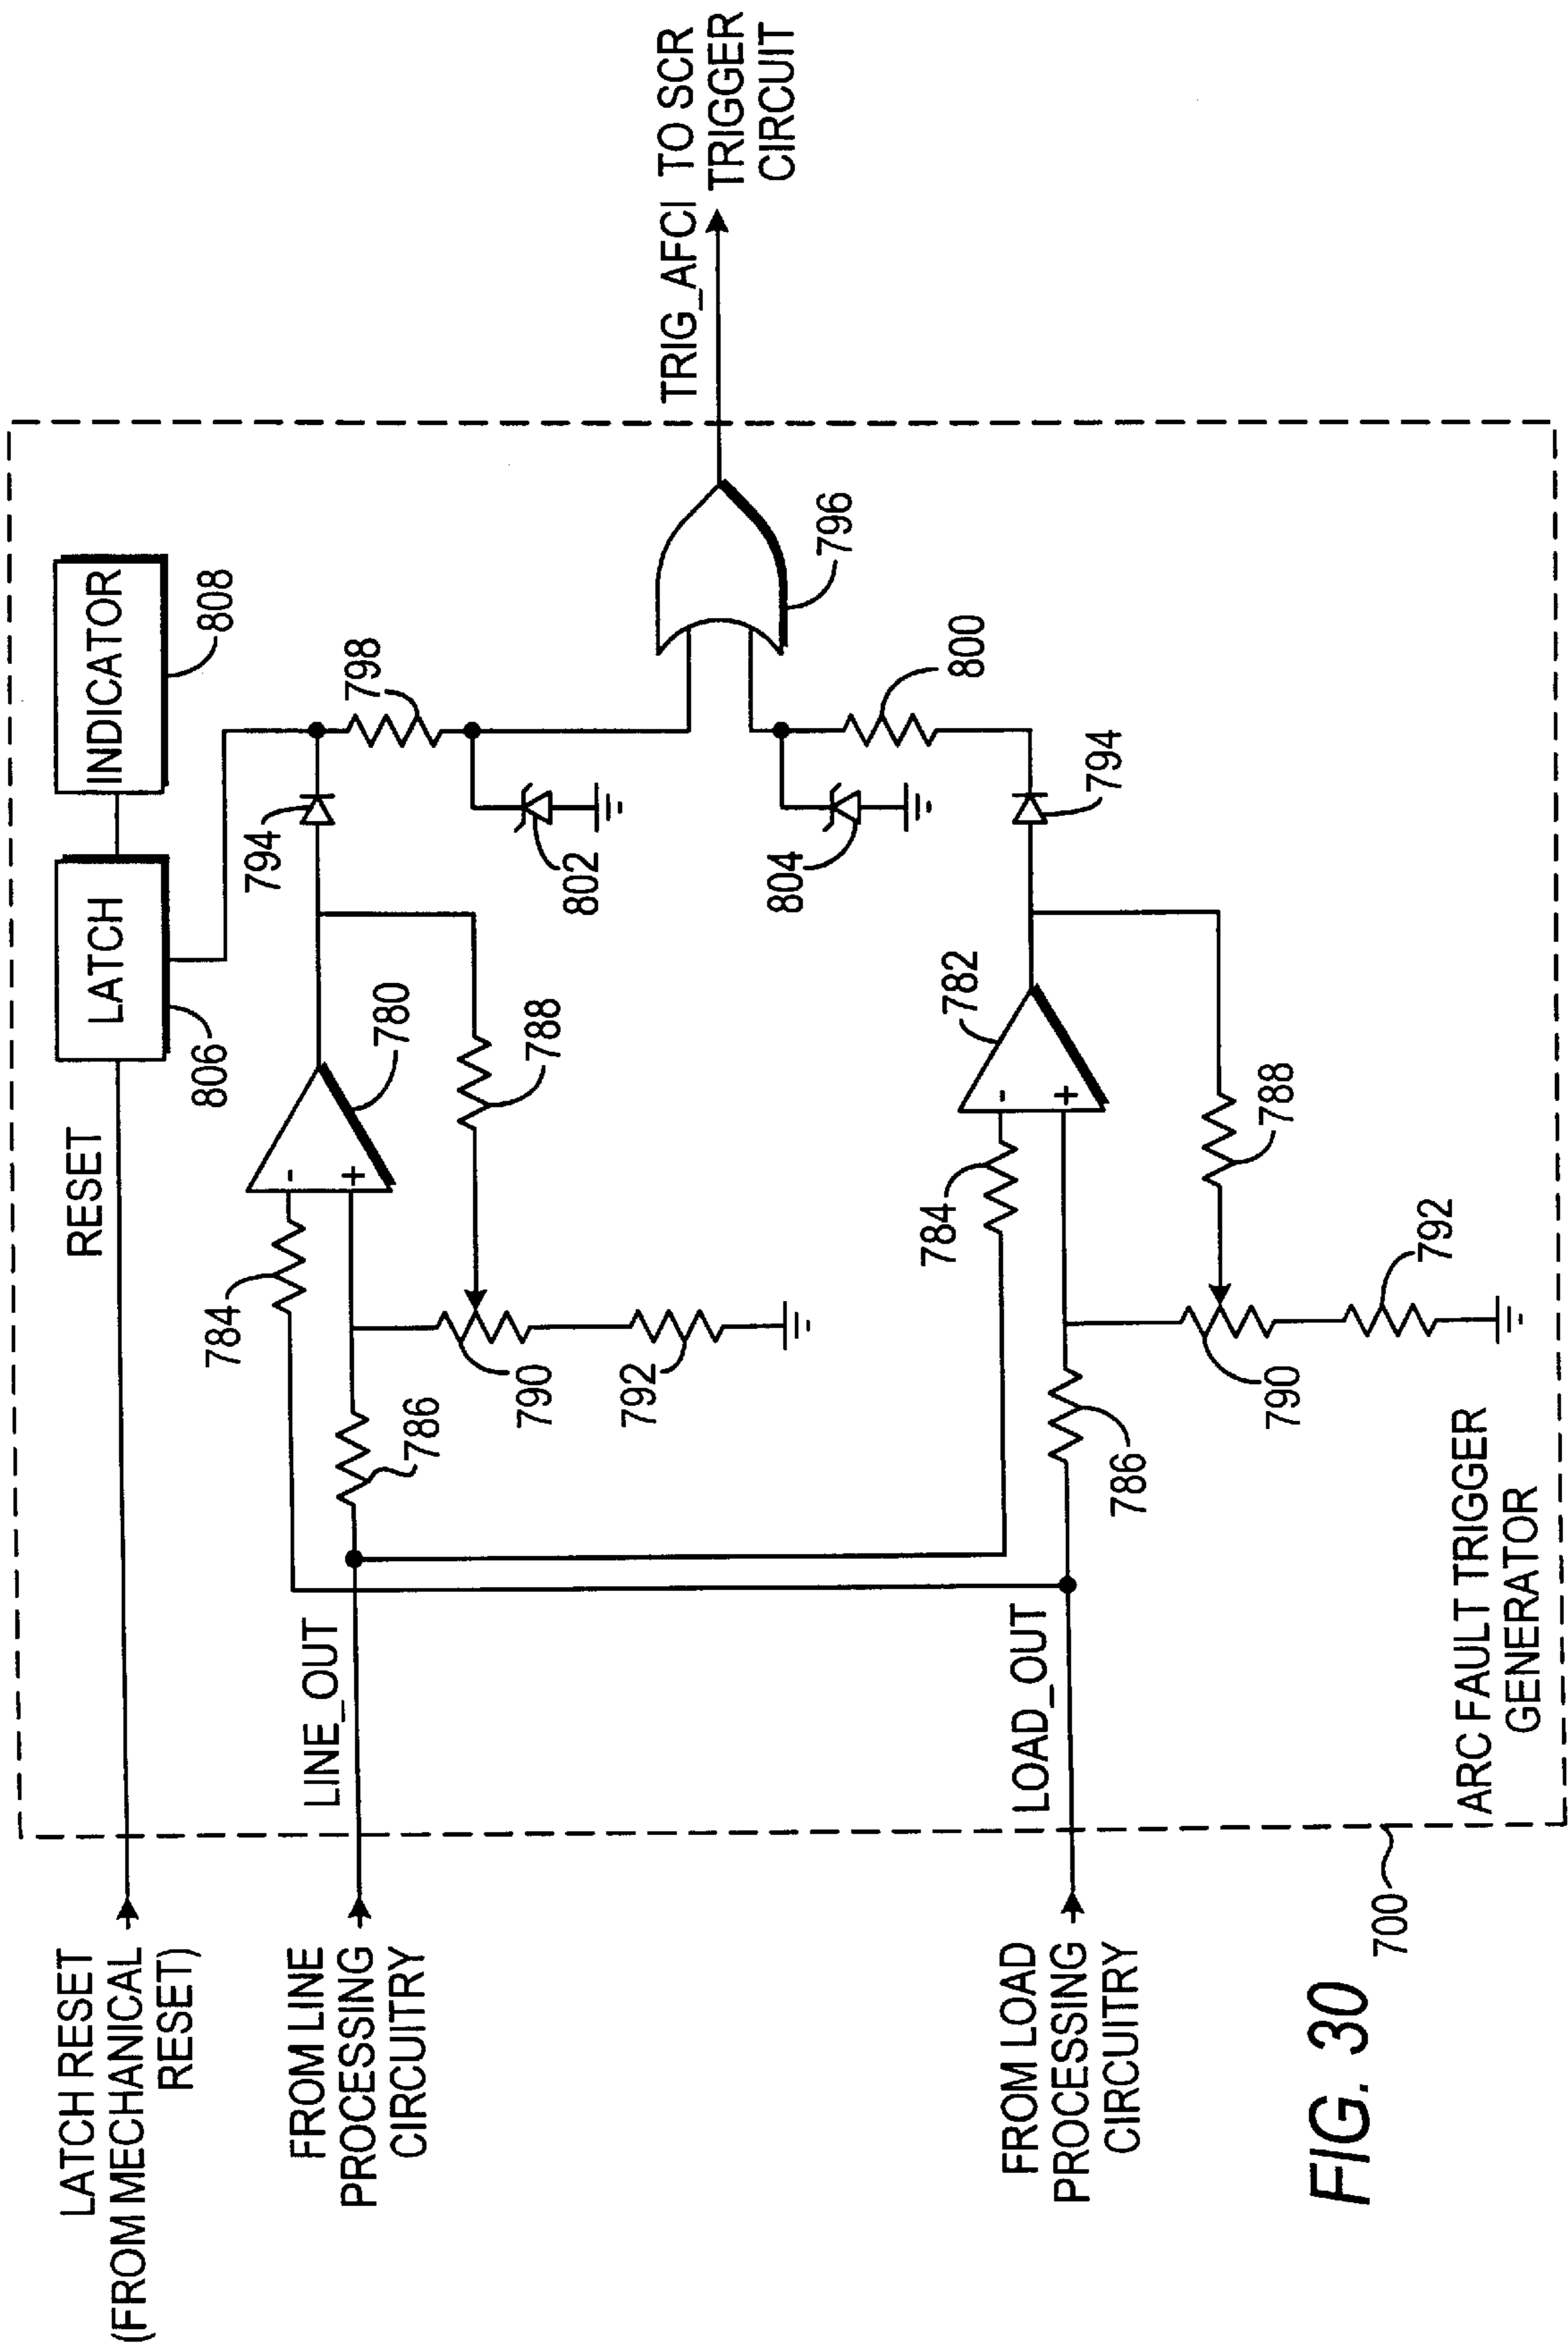 LATCH RESET
(FROM MECHANICAL
RESET)
RESET
LATCH
806
INDICATOR
808
FROM LINE
PROCESSING
CIRCUITRY
LINE_OUT
784
786
-
+
780
790
792
788
794
798
802
796
TRIG_AFCI TO SCR
TRIGGER
CIRCUIT
FROM LOAD
PROCESSING
CIRCUITRY
LOAD_OUT
784
786
-
+
782
790
792
788
794
800
804
700
ARC FAULT TRIGGER
GENERATOR
FIG. 30